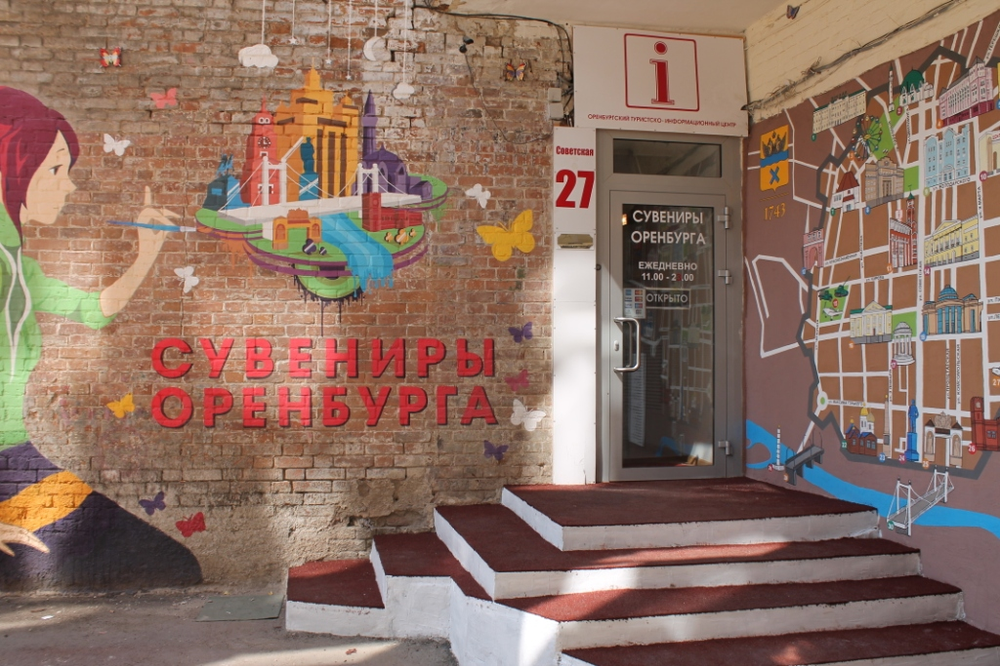 i
ОРЕНБУРГСКИЙ ТУРИСТСКО-ИНФОРМАЦИОННЫЙ ЦЕНТР
Советская
27
СУВЕНИРЫ
ОРЕНБУРГА
ЕЖЕДНЕВНО
ОТКРЫТО
1743
СУВЕНИРЫ
ОРЕНБУРГА